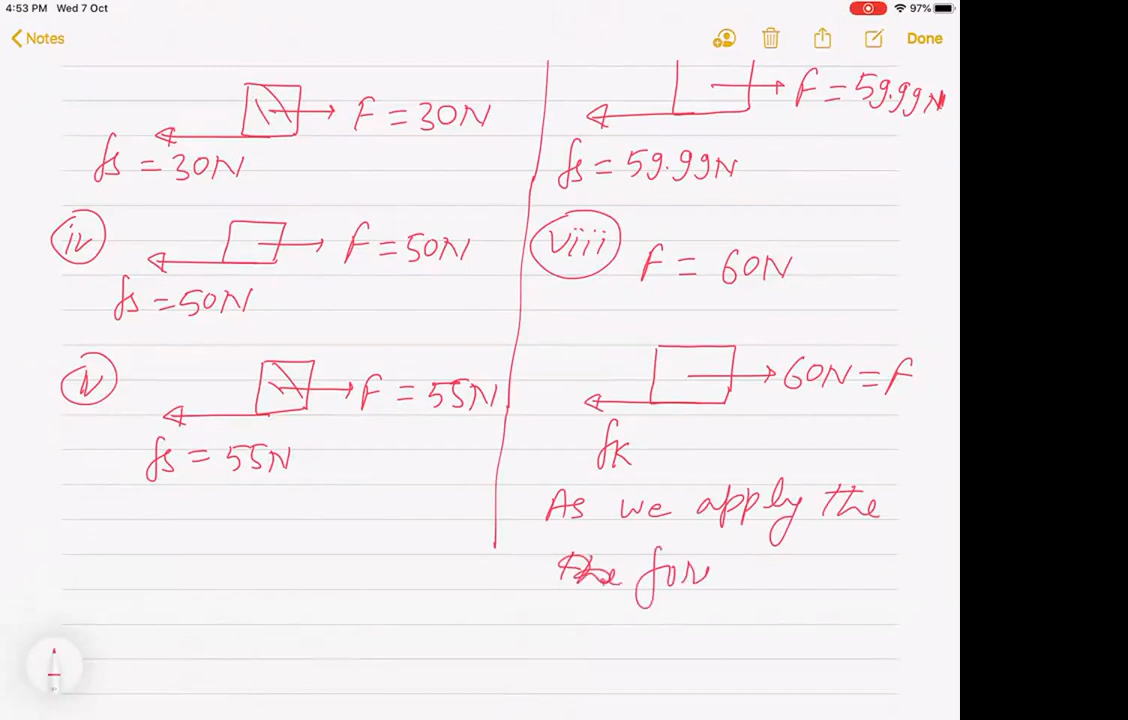 4:53 PM Wed 7 Oct
97%
Notes
Done
F = 30N
fs = 30N
iv
F = 50N
fs = 50N
v
F = 55N
fs = 55N
F = 59.99N
fs = 59.99N
viii
F = 60N
60N = F
fk
As we apply the
the for